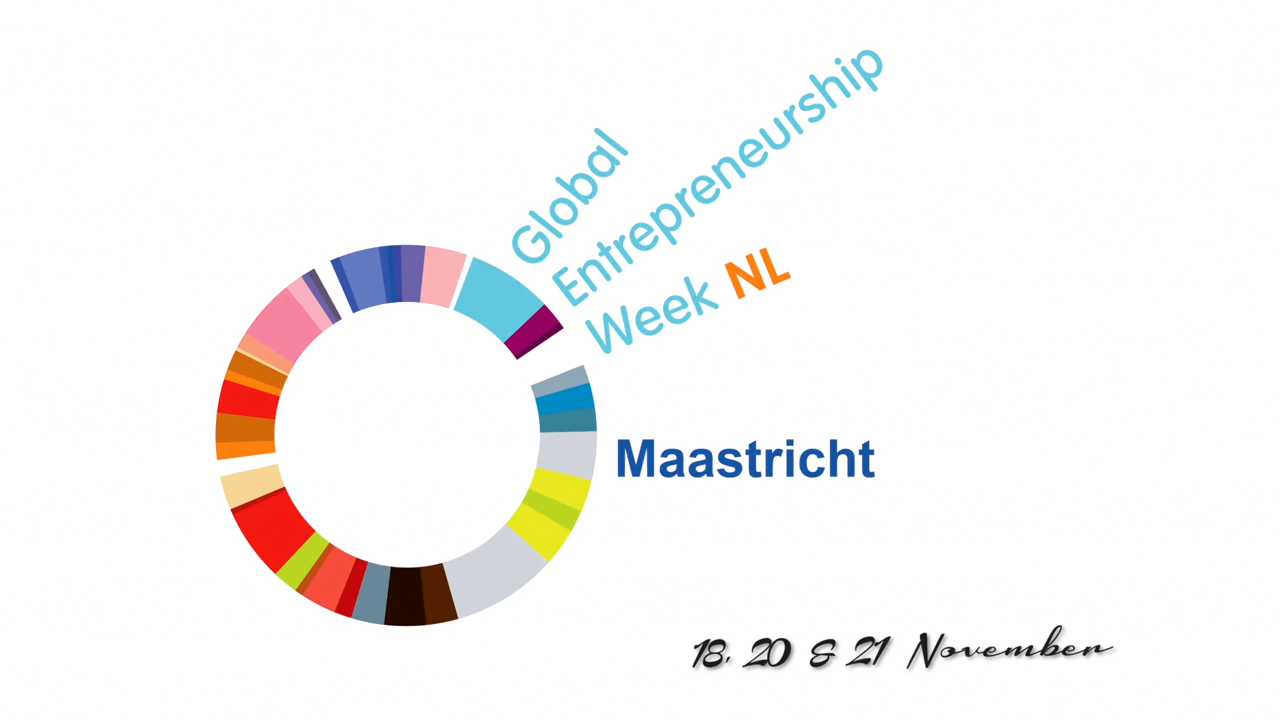 Global
Entrepreneurship
Week NL
Maastricht
18, 20 & 21 November